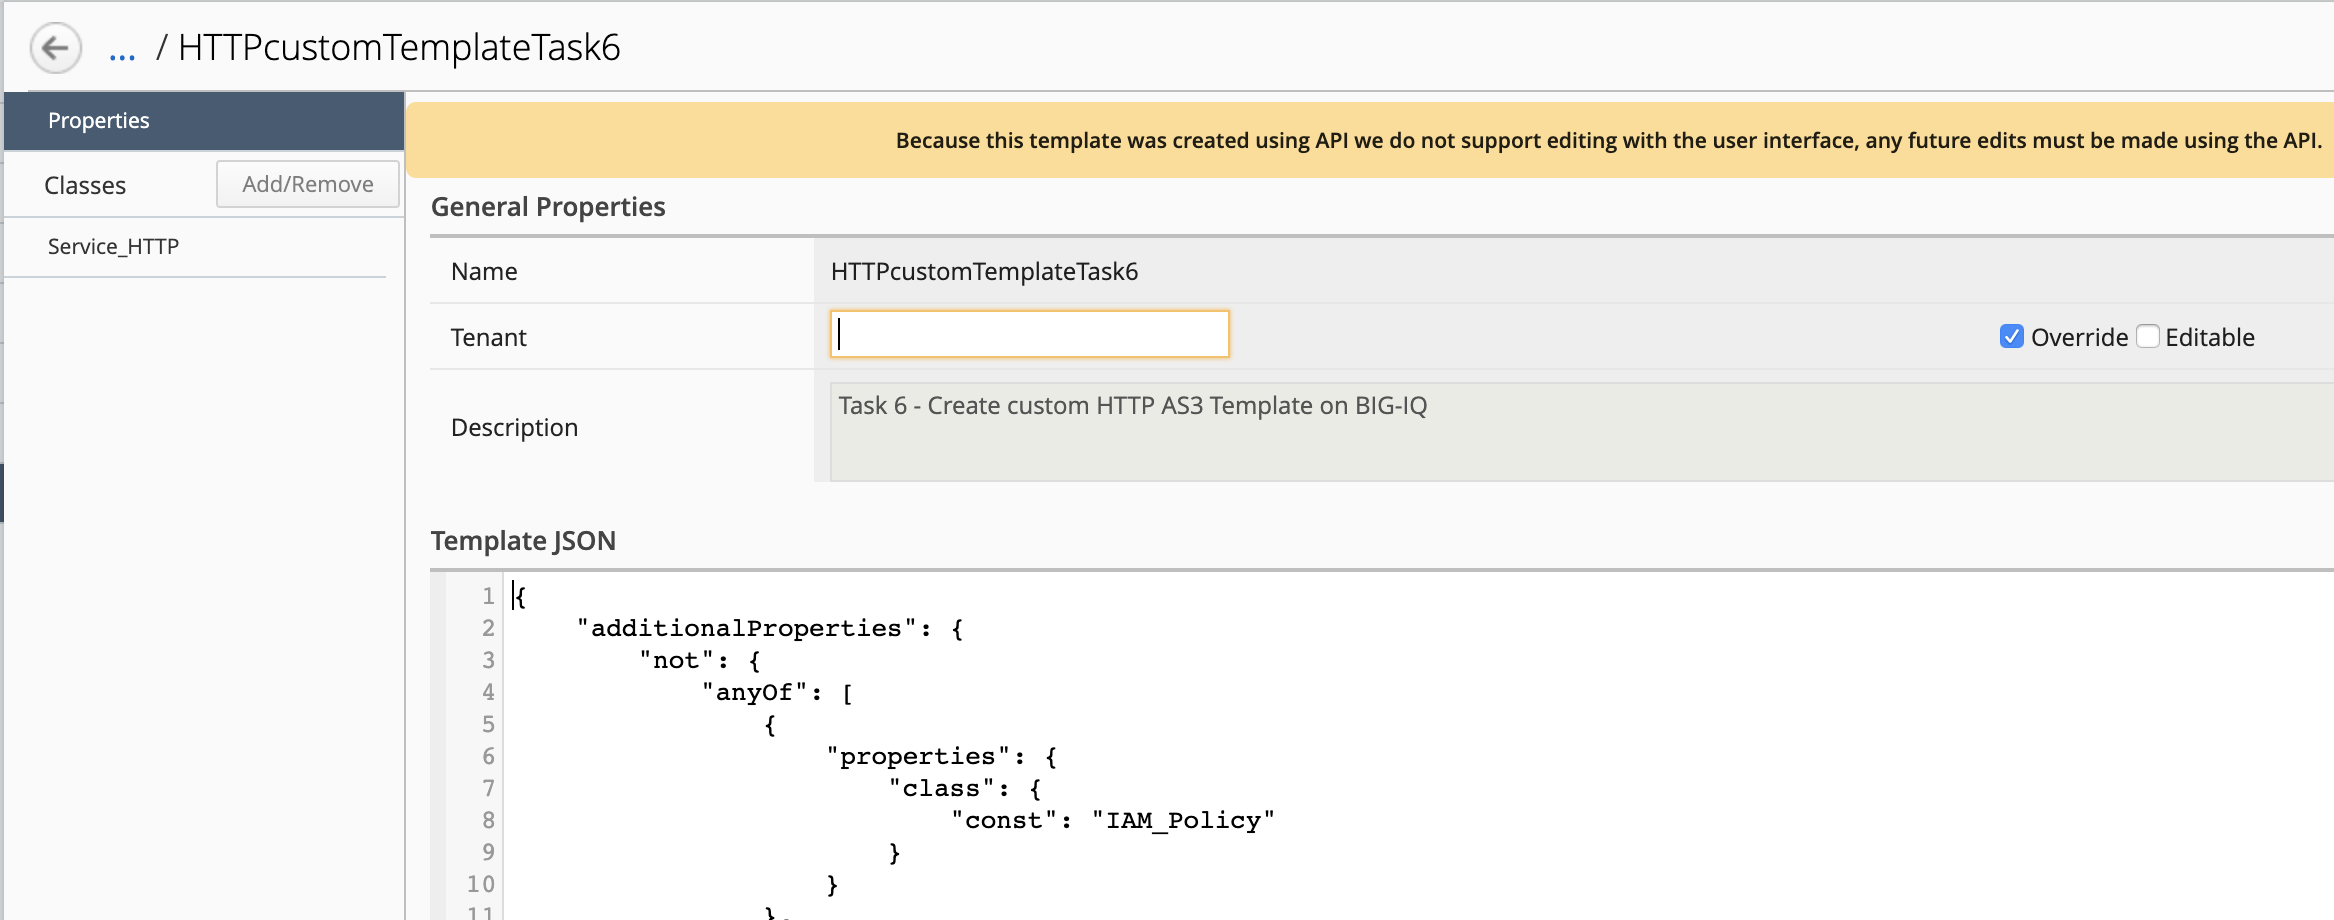 ... / HTTPcustomTemplateTask6
Properties
Classes Add/Remove
Service_HTTP
Because this template was created using API we do not support editing with the user interface, any future edits must be made using the API.
General Properties
Name HTTPcustomTemplateTask6
Tenant Override Editable
Description Task 6 - Create custom HTTP AS3 Template on BIG-IQ
Template JSON
1 {
2 "additionalProperties": {
3 "not": {
4 "anyOf": [
5 {
6 "properties": {
7 "class": {
8 "const": "IAM_Policy"
9 }
10 }
11 },